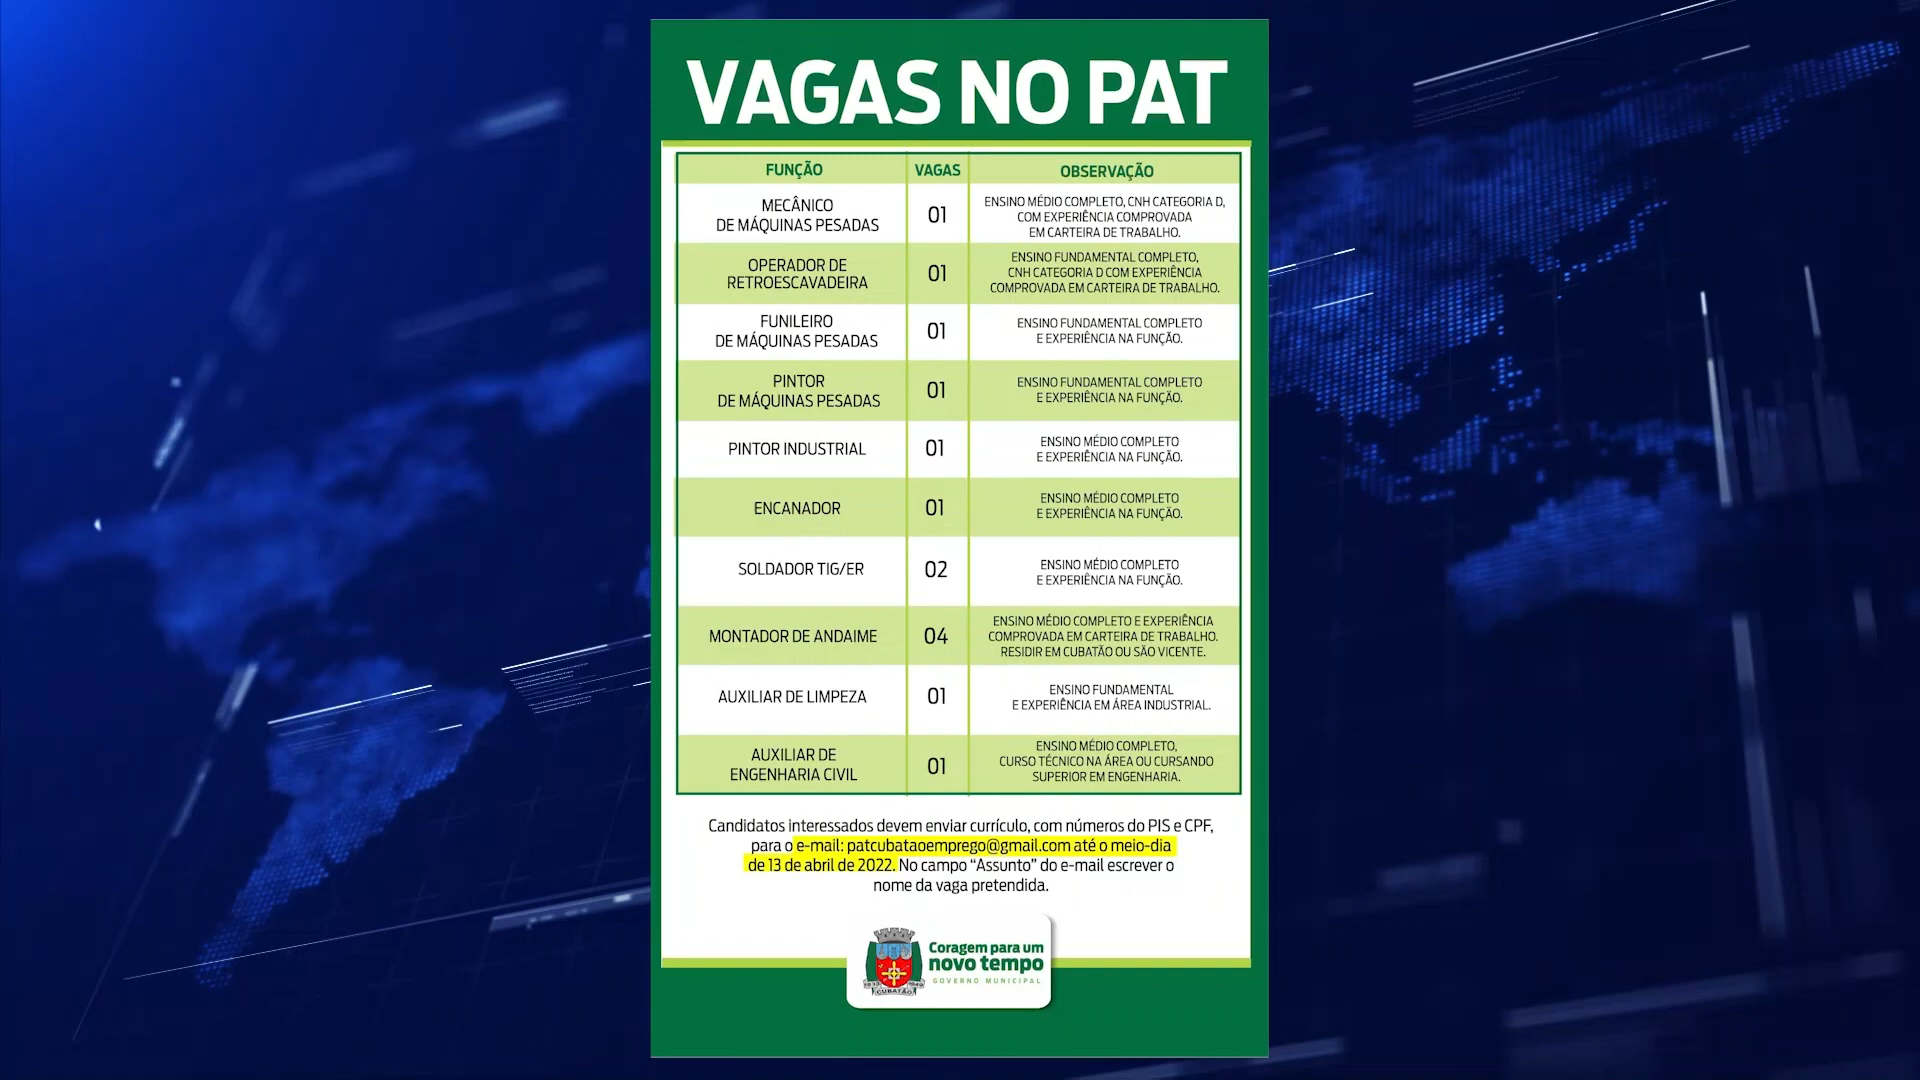 VAGAS NO PAT
FUNÇÃO VAGAS OBSERVAÇÃO
MECÂNICO
DE MÁQUINAS PESADAS
01
ENSINO MÉDIO COMPLETO, CNH CATEGORIA D,
COM EXPERIÊNCIA COMPROVADA
EM CARTEIRA DE TRABALHO.
OPERADOR DE
RETROESCAVADEIRA
01
ENSINO FUNDAMENTAL COMPLETO,
CNH CATEGORIA D COM EXPERIÊNCIA
COMPROVADA EM CARTEIRA DE TRABALHO.
FUNILEIRO
DE MÁQUINAS PESADAS
01
ENSINO FUNDAMENTAL COMPLETO
E EXPERIÊNCIA NA FUNÇÃO.
PINTOR
DE MÁQUINAS PESADAS
01
ENSINO FUNDAMENTAL COMPLETO
E EXPERIÊNCIA NA FUNÇÃO.
PINTOR INDUSTRIAL
01
ENSINO MÉDIO COMPLETO
E EXPERIÊNCIA NA FUNÇÃO.
ENCANADOR
01
ENSINO MÉDIO COMPLETO
E EXPERIÊNCIA NA FUNÇÃO.
SOLDADOR TIG/ER
02
ENSINO MÉDIO COMPLETO
E EXPERIÊNCIA NA FUNÇÃO.
MONTADOR DE ANDAIME
04
ENSINO MÉDIO COMPLETO E EXPERIÊNCIA
COMPROVADA EM CARTEIRA DE TRABALHO.
RESIDIR EM CUBATÃO OU SÃO VICENTE.
AUXILIAR DE LIMPEZA
01
ENSINO FUNDAMENTAL
E EXPERIÊNCIA EM ÁREA INDUSTRIAL.
AUXILIAR DE
ENGENHARIA CIVIL
01
ENSINO MÉDIO COMPLETO,
CURSO TÉCNICO NA ÁREA OU CURSANDO
SUPERIOR EM ENGENHARIA.
Candidatos interessados devem enviar currículo, com números do PIS e CPF,
para o e-mail: patcubataoemprego@gmail.com até o meio-dia
de 13 de abril de 2022. No campo “Assunto” do e-mail escrever o
nome da vaga pretendida.
Coragem para um
novo tempo
GOVERNO MUNICIPAL
CUBATÃO